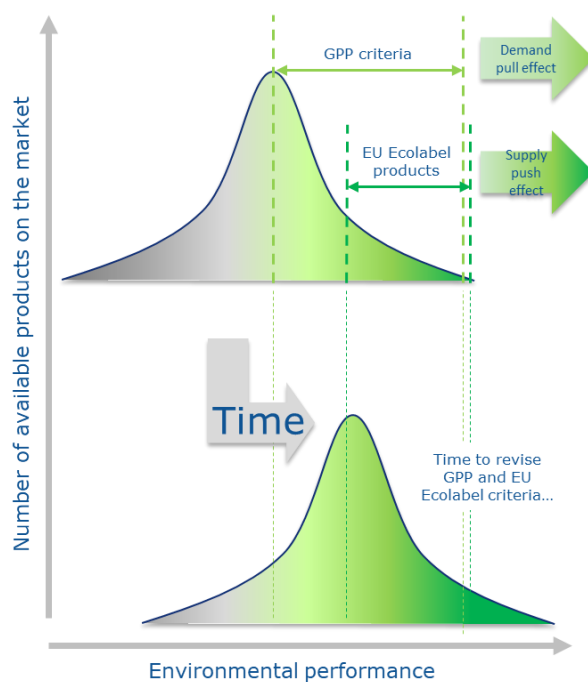 GPP criteria
Demand
pull effect
EU Ecolabel
products
Supply
push
effect
Number of available products on the market
Time
Time to revise
GPP and EU
Ecolabel criteria...
Environmental performance